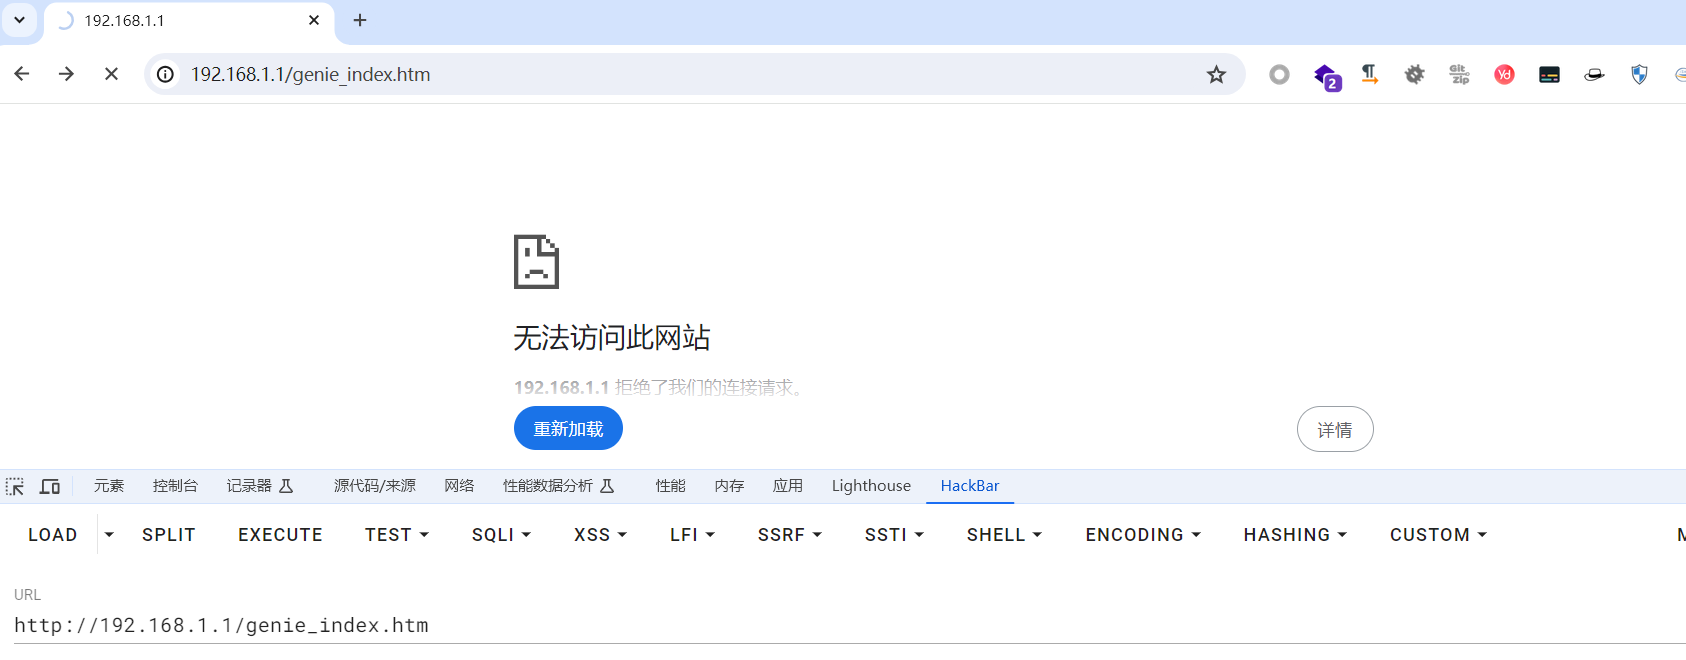 192.168.1.1
192.168.1.1/genie_index.htm
2
Git
Zip
Yd
无法访问此网站
192.168.1.1 拒绝了我们的连接请求。
重新加载
详情
元素 控制台 记录器 源代码/来源 网络 性能数据分析 性能 内存 应用 Lighthouse HackBar
LOAD SPLIT EXECUTE TEST SQLI XSS LFI SSRF SSTI SHELL ENCODING HASHING CUSTOM
URL
http://192.168.1.1/genie_index.htm